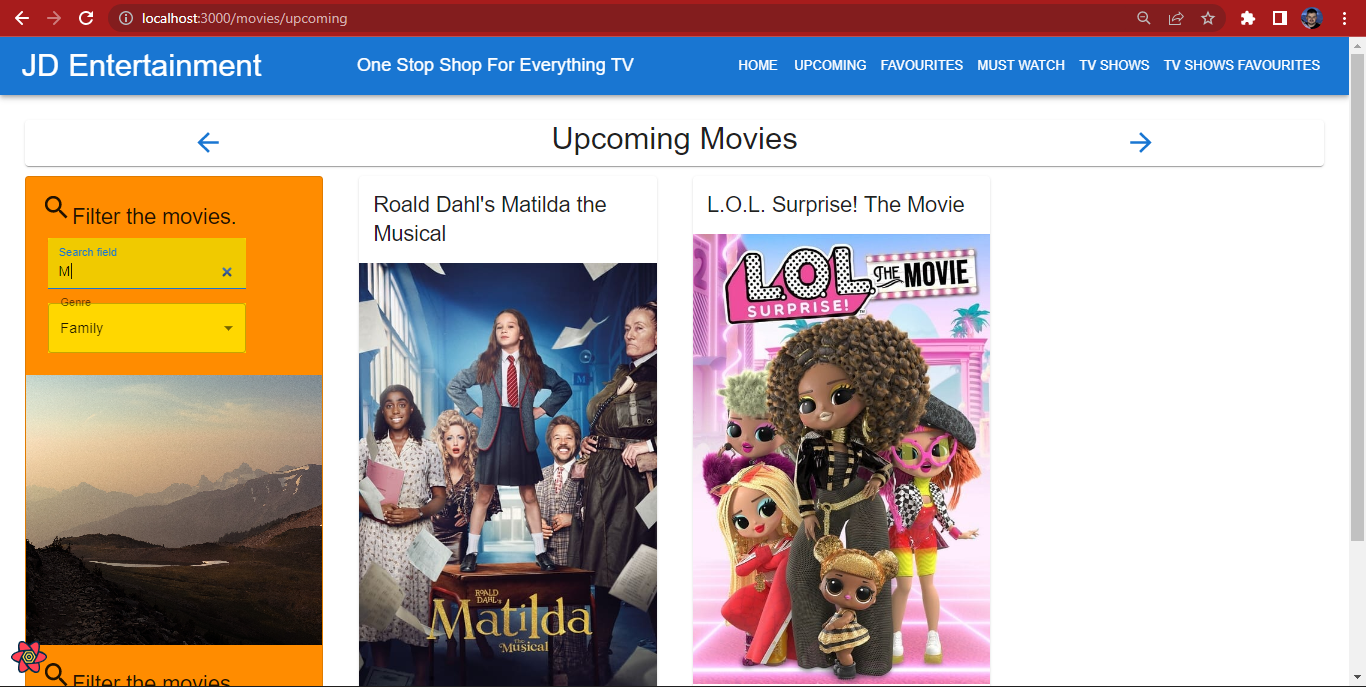 localhost:3000/movies/upcoming
JD Entertainment
One Stop Shop For Everything TV
HOME UPCOMING FAVOURITES MUST WATCH TV SHOWS TV SHOWS FAVOURITES
Upcoming Movies
Filter the movies.
Search field
M
Genre
Family
Roald Dahl's Matilda the
Musical
M
ROALD
DAHL'S
Matilda
The
Musical
L.O.L. Surprise! The Movie
L.O.L.
SURPRISE!
THE MOVIE
Filter the movies.